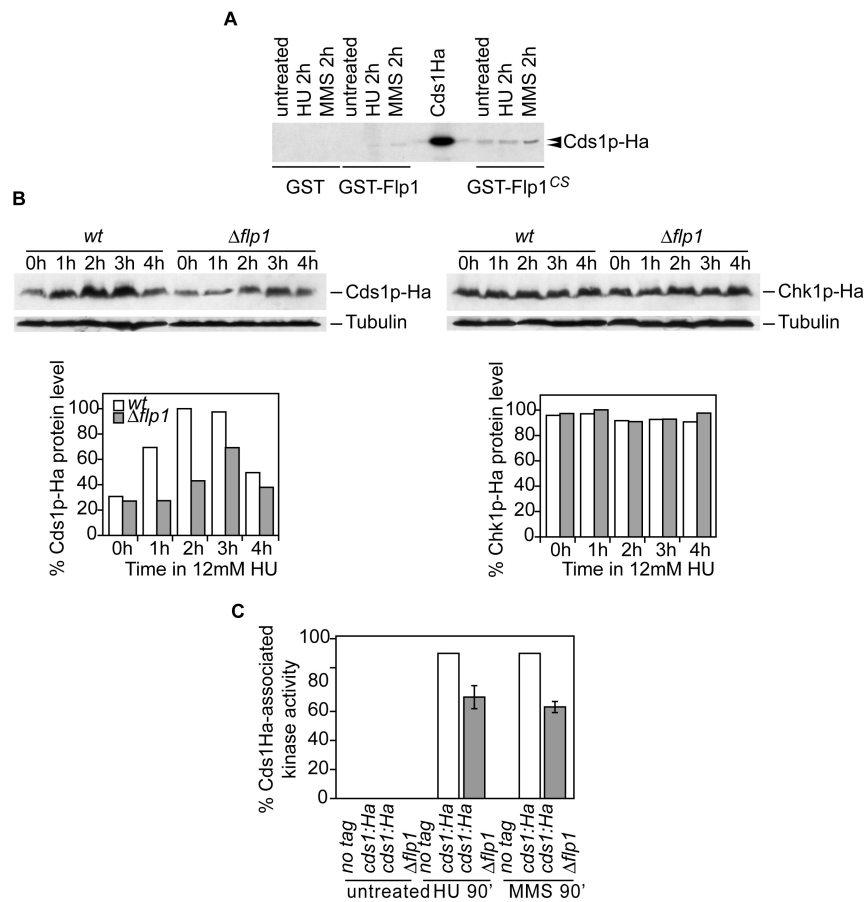 A
untreated
HU 2h
MMS 2h
untreated
HU 2h
MMS 2h
Cds1Ha
untreated
HU 2h
MMS 2h
Cds1p-Ha
GST GST-Flp1 GST-Flp1CS
B
wt Δflp1
0h 1h 2h 3h 4h 0h 1h 2h 3h 4h
Cds1p-Ha
Tubulin
wt Δflp1
0h 1h 2h 3h 4h 0h 1h 2h 3h 4h
Chk1p-Ha
Tubulin
% Cds1p-Ha protein level
100
80
60
40
20
0
wt
Δflp1
0h 1h 2h 3h 4h
Time in 12mM HU
% Chk1p-Ha protein level
100
80
60
40
20
0
0h 1h 2h 3h 4h
Time in 12mM HU
C
% Cds1Ha-associated
kinase activity
100
80
60
40
20
0
no tag
cds1:Ha
cds1:Ha
Δflp1
no tag
cds1:Ha
cds1:Ha
Δflp1
no tag
cds1:Ha
cds1:Ha
Δflp1
untreated HU 90' MMS 90'